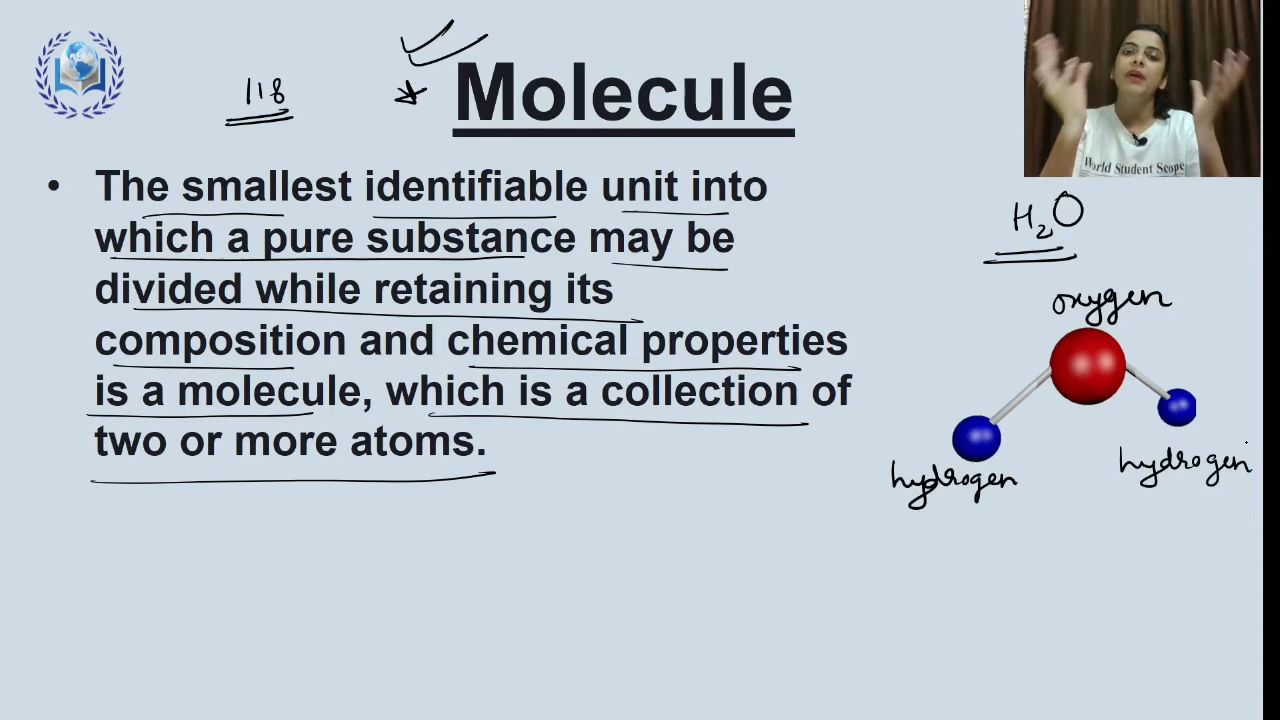 118
Molecule
World Student Scope
• The smallest identifiable unit into
which a pure substance may be
divided while retaining its
composition and chemical properties
is a molecule, which is a collection of
two or more atoms.
H₂O
oxygen
hydrogen
hydrogen